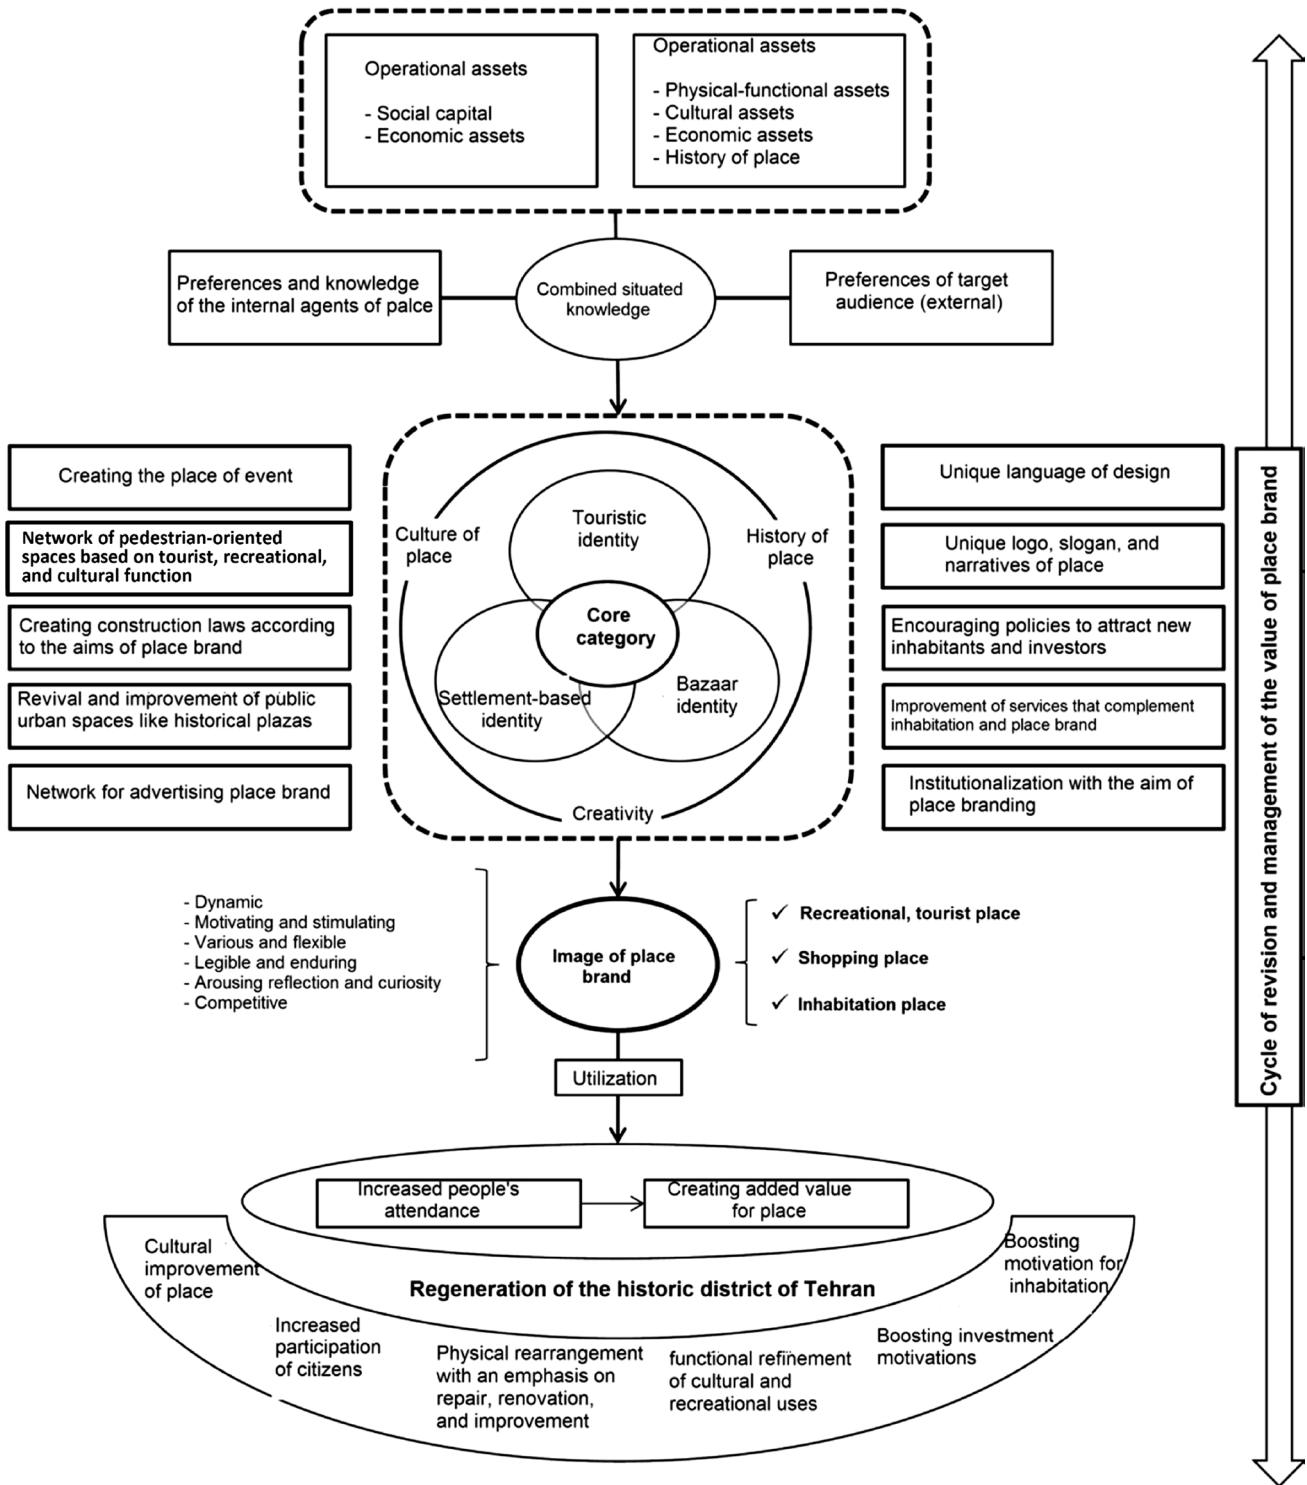 Operational assets
- Social capital
- Economic assets
Operational assets
- Physical-functional assets
- Cultural assets
- Economic assets
- History of place
Preferences and knowledge
of the internal agents of palce
Combined situated
knowledge
Preferences of target
audience (external)
Creating the place of event
Network of pedestrian-oriented
spaces based on tourist, recreational,
and cultural function
Creating construction laws according
to the aims of place brand
Revival and improvement of public
urban spaces like historical plazas
Network for advertising place brand
Culture of
place
Touristic
identity
History of
place
Core
category
Settlement-based
identity
Bazaar
identity
Creativity
Unique language of design
Unique logo, slogan, and
narratives of place
Encouraging policies to attract new
inhabitants and investors
Improvement of services that complement
inhabitation and place brand
Institutionalization with the aim of
place branding
Cycle of revision and management of the value of place brand
- Dynamic
- Motivating and stimulating
- Various and flexible
- Legible and enduring
- Arousing reflection and curiosity
- Competitive
Image of place
brand
✓ Recreational, tourist place
✓ Shopping place
✓ Inhabitation place
Utilization
Increased people's
attendance
Creating added value
for place
Regeneration of the historic district of Tehran
Cultural
improvement
of place
Increased
participation
of citizens
Physical rearrangement
with an emphasis on
repair, renovation,
and improvement
functional refinement
of cultural and
recreational uses
Boosting investment
motivations
Boosting
motivation for
inhabitation